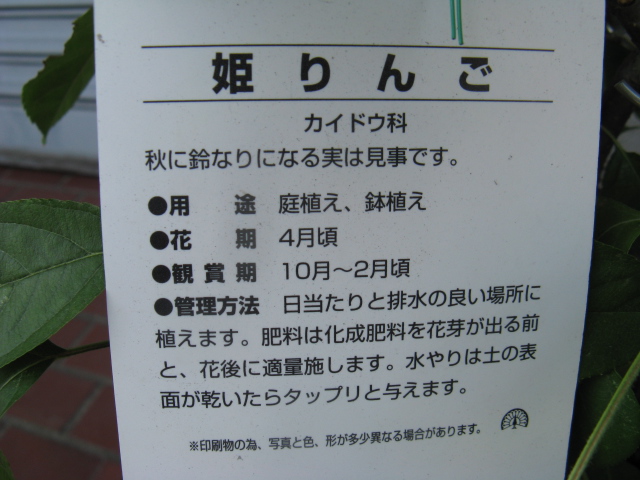 姫りんご
カイドウ科
秋に鈴なりになる実は見事です。
●用　途　庭植え、鉢植え
●花　期　4月頃
●観賞期　10月～2月頃
●管理方法　日当たりと排水の良い場所に
植えます。肥料は化成肥料を花芽が出る前
と、花後に適量施します。水やりは土の表
面が乾いたらタップリと与えます。
※印刷物の為、写真と色、形が多少異なる場合があります。